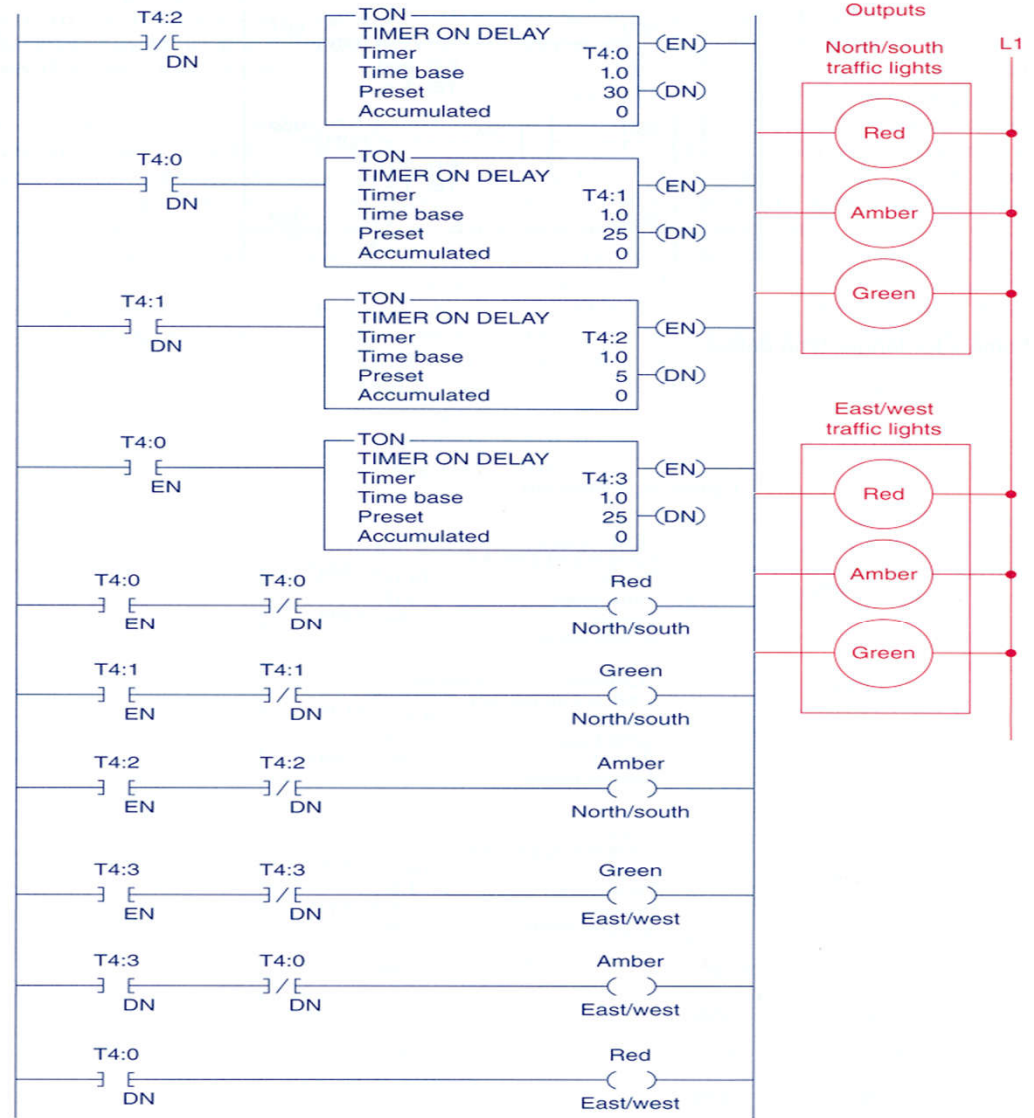 T4:2
DN
TON
TIMER ON DELAY
Timer T4:0
Time base 1.0
Preset 30
Accumulated 0
(EN)
(DN)
T4:0
DN
TON
TIMER ON DELAY
Timer T4:1
Time base 1.0
Preset 25
Accumulated 0
(EN)
(DN)
T4:1
DN
TON
TIMER ON DELAY
Timer T4:2
Time base 1.0
Preset 5
Accumulated 0
(EN)
(DN)
T4:0
EN
TON
TIMER ON DELAY
Timer T4:3
Time base 1.0
Preset 25
Accumulated 0
(EN)
(DN)
T4:0 T4:0 Red
EN DN North/south
T4:1 T4:1 Green
EN DN North/south
T4:2 T4:2 Amber
EN DN North/south
T4:3 T4:3 Green
EN DN East/west
T4:3 T4:0 Amber
DN DN East/west
T4:0 Red
DN East/west
Outputs
L1
North/south
traffic lights
Red
Amber
Green
East/west
traffic lights
Red
Amber
Green